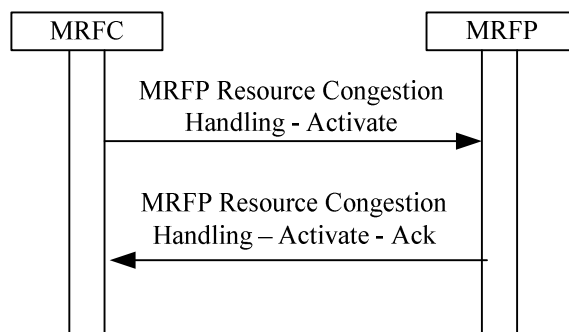 MRFC
MRFP
MRFP Resource Congestion
Handling - Activate
MRFP Resource Congestion
Handling – Activate - Ack